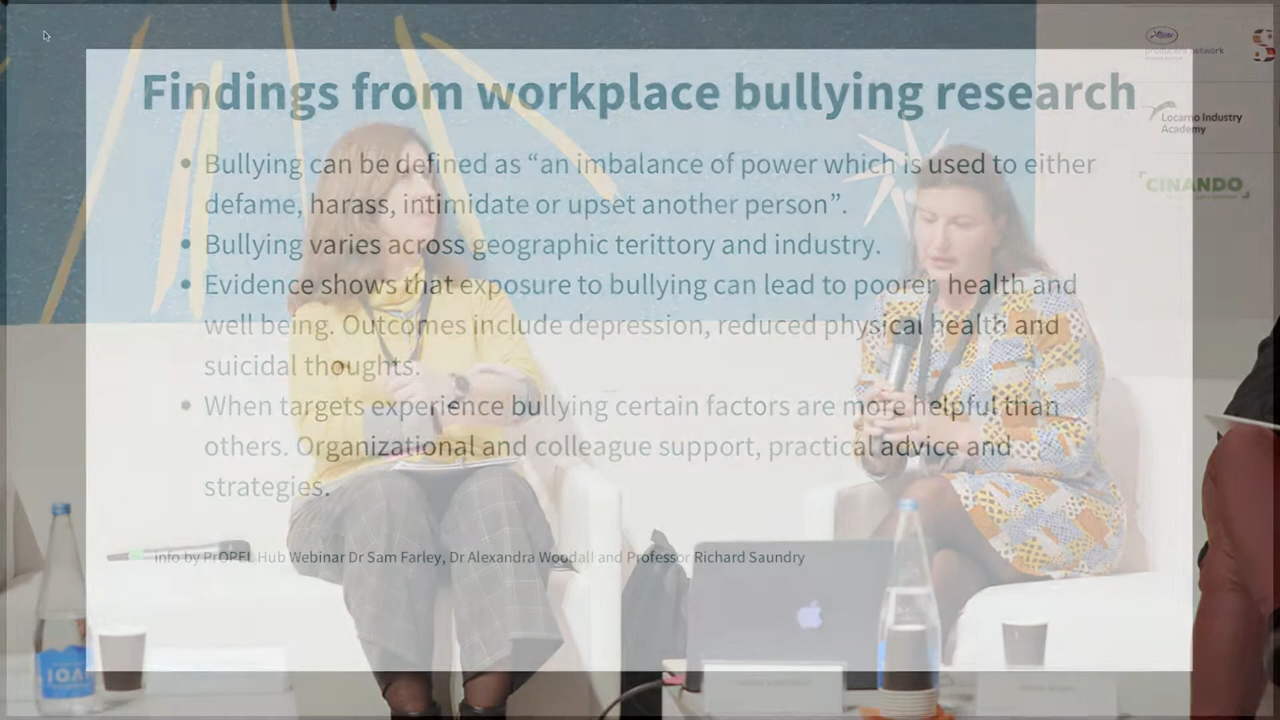 Findings from workplace bullying research
• Bullying can be defined as “an imbalance of power which is used to either
defame, harass, intimidate or upset another person”.
• Bullying varies across geographic terittory and industry.
• Evidence shows that exposure to bullying can lead to poorer health and
well being. Outcomes include depression, reduced physical health and
suicidal thoughts.
• When targets experience bullying certain factors are more helpful than
others. Organizational and colleague support, practical advice and
strategies.
info by PrOPEL Hub Webinar Dr Sam Farley, Dr Alexandra Woodall and Professor Richard Saundry
producers network
Locarno Industry
Academy
CINANDO